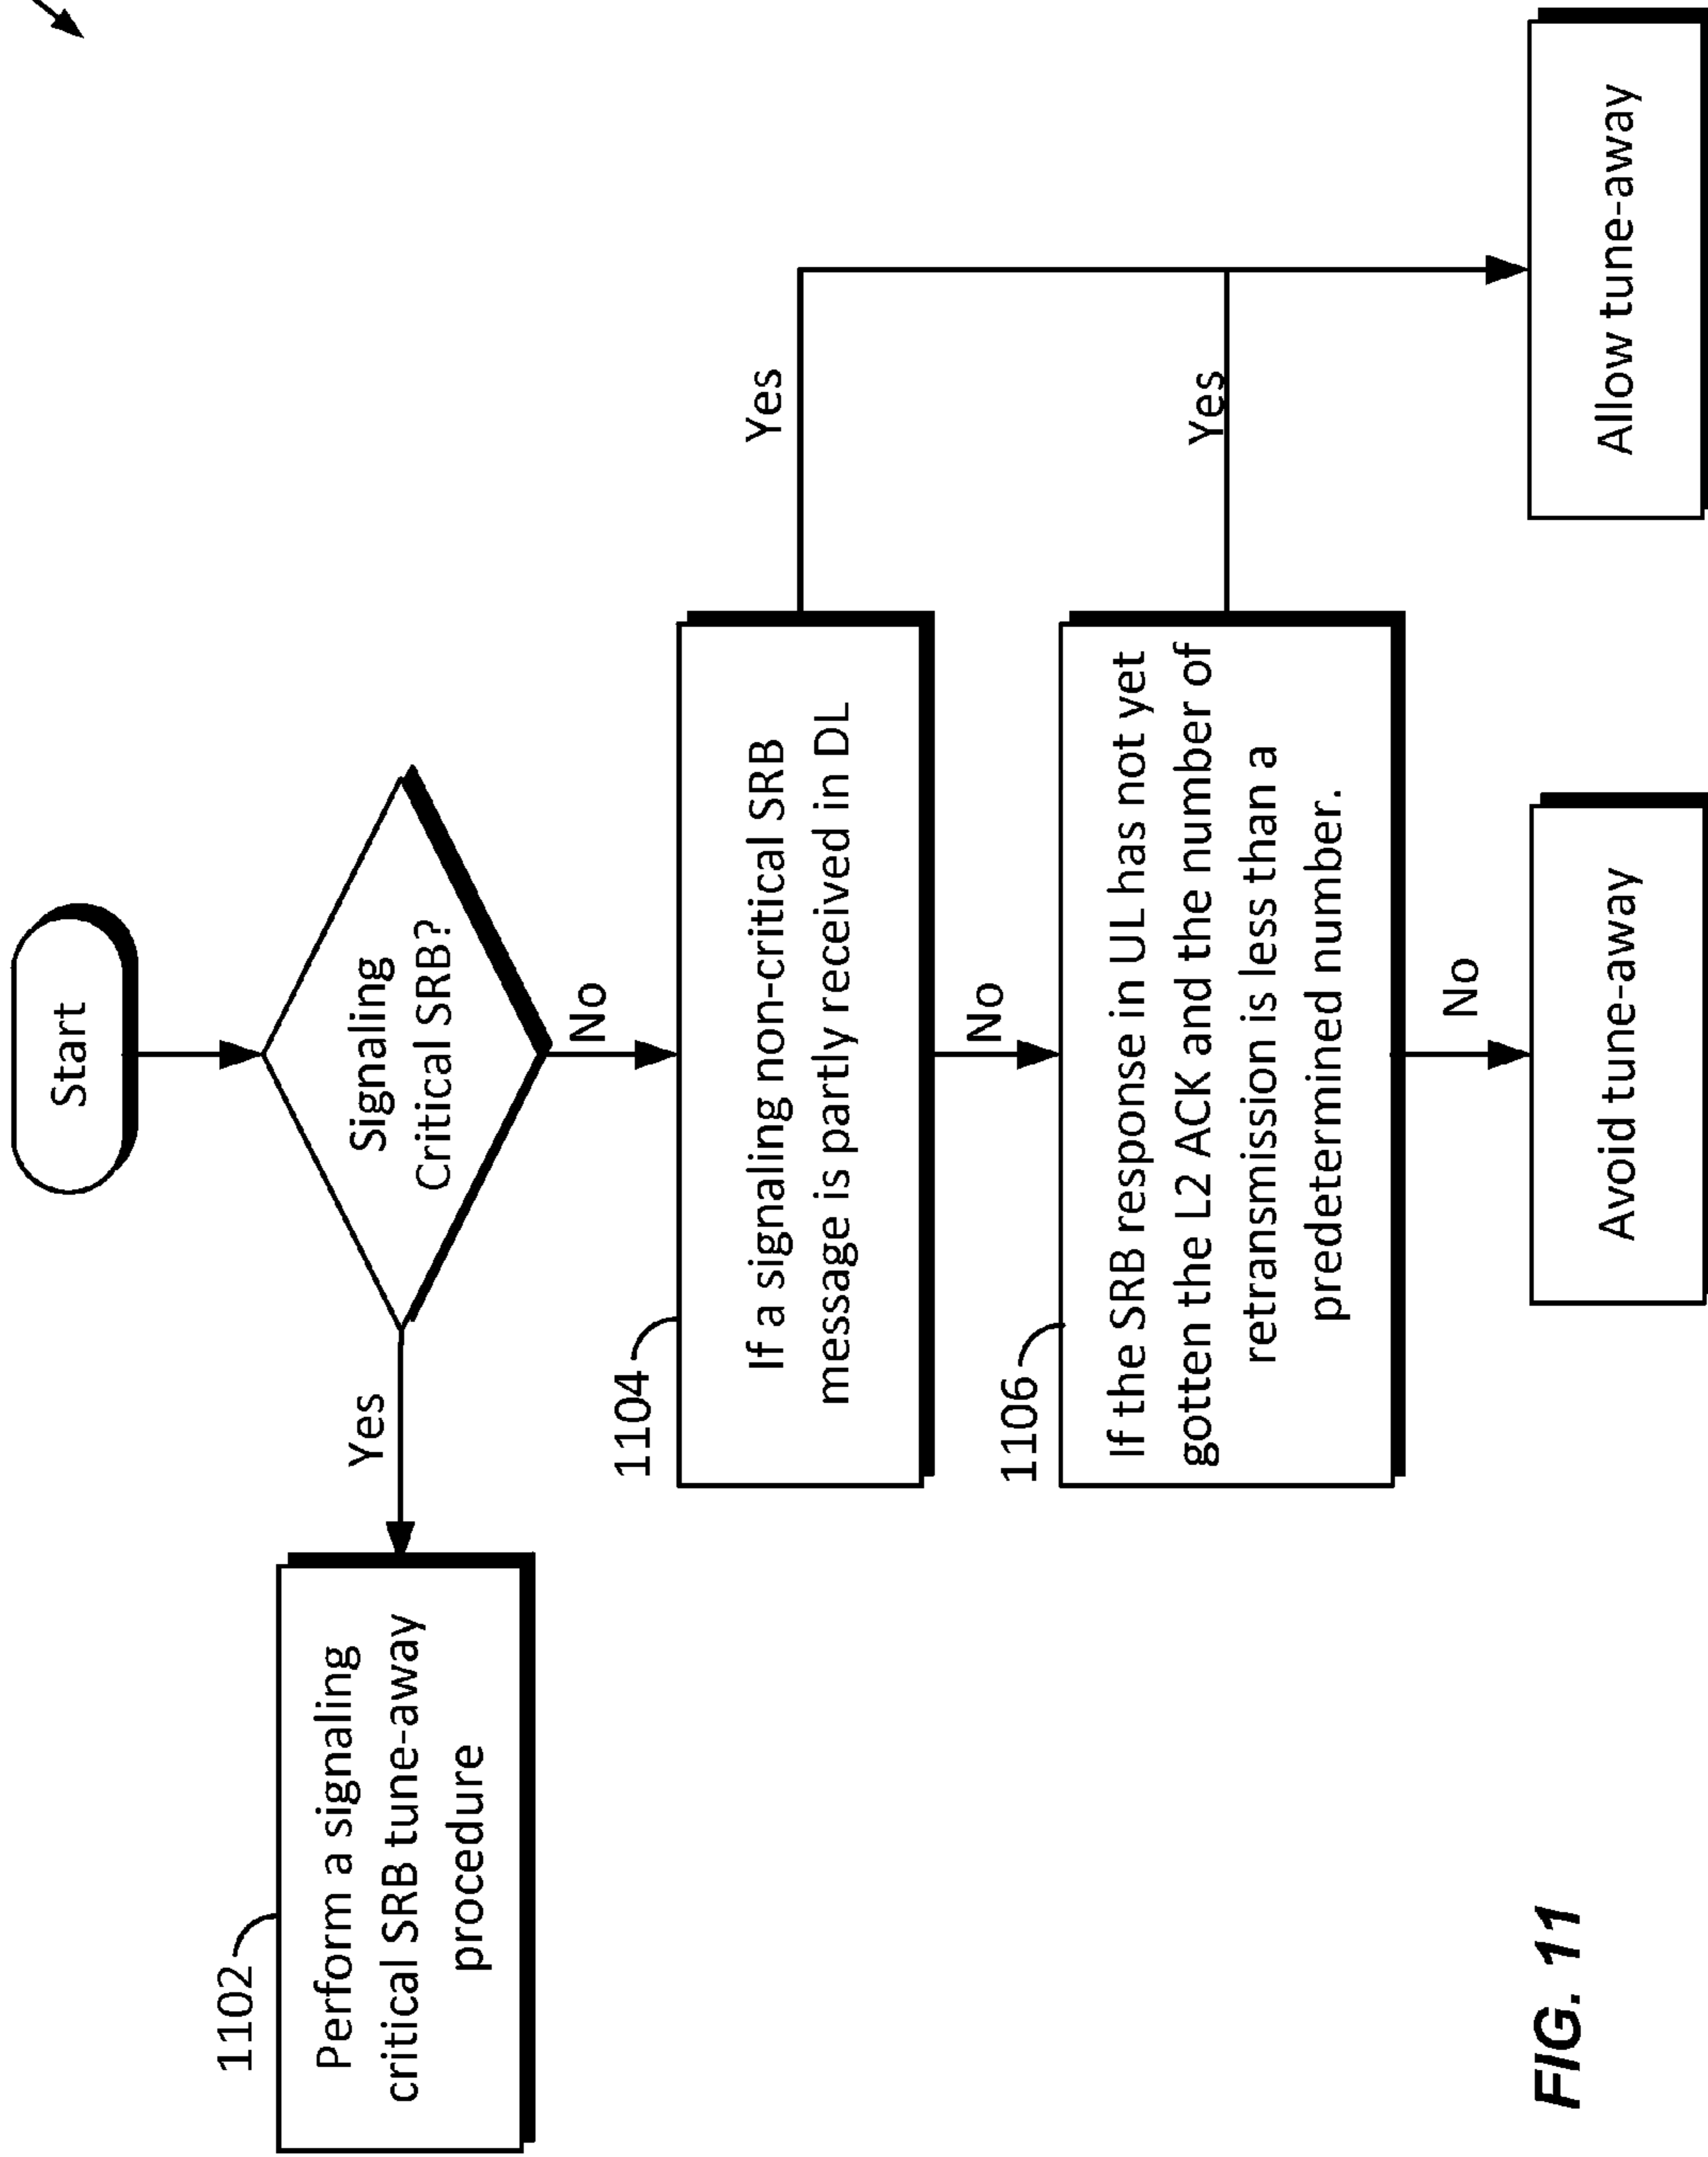 Start
Signaling
Critical SRB?
Yes
No
1102
Perform a signaling
critical SRB tune-away
procedure
1104
If a signaling non-critical SRB
message is partly received in DL
Yes
No
1106
If the SRB response in UL has not yet
gotten the L2 ACK and the number of
retransmission is less than a
predetermined number.
Yes
No
Avoid tune-away
Allow tune-away
FIG. 11